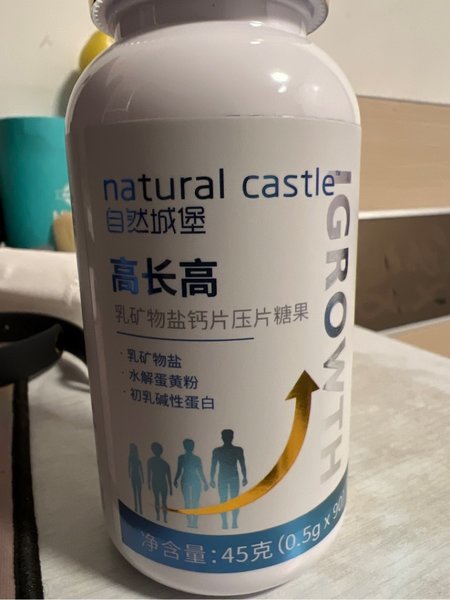 natural castle
自然城堡
高长高
乳矿物盐钙片压片糖果
· 乳矿物盐
· 水解蛋黄粉
· 初乳碱性蛋白
IGROWTH
净含量:45克(0.5g x 90